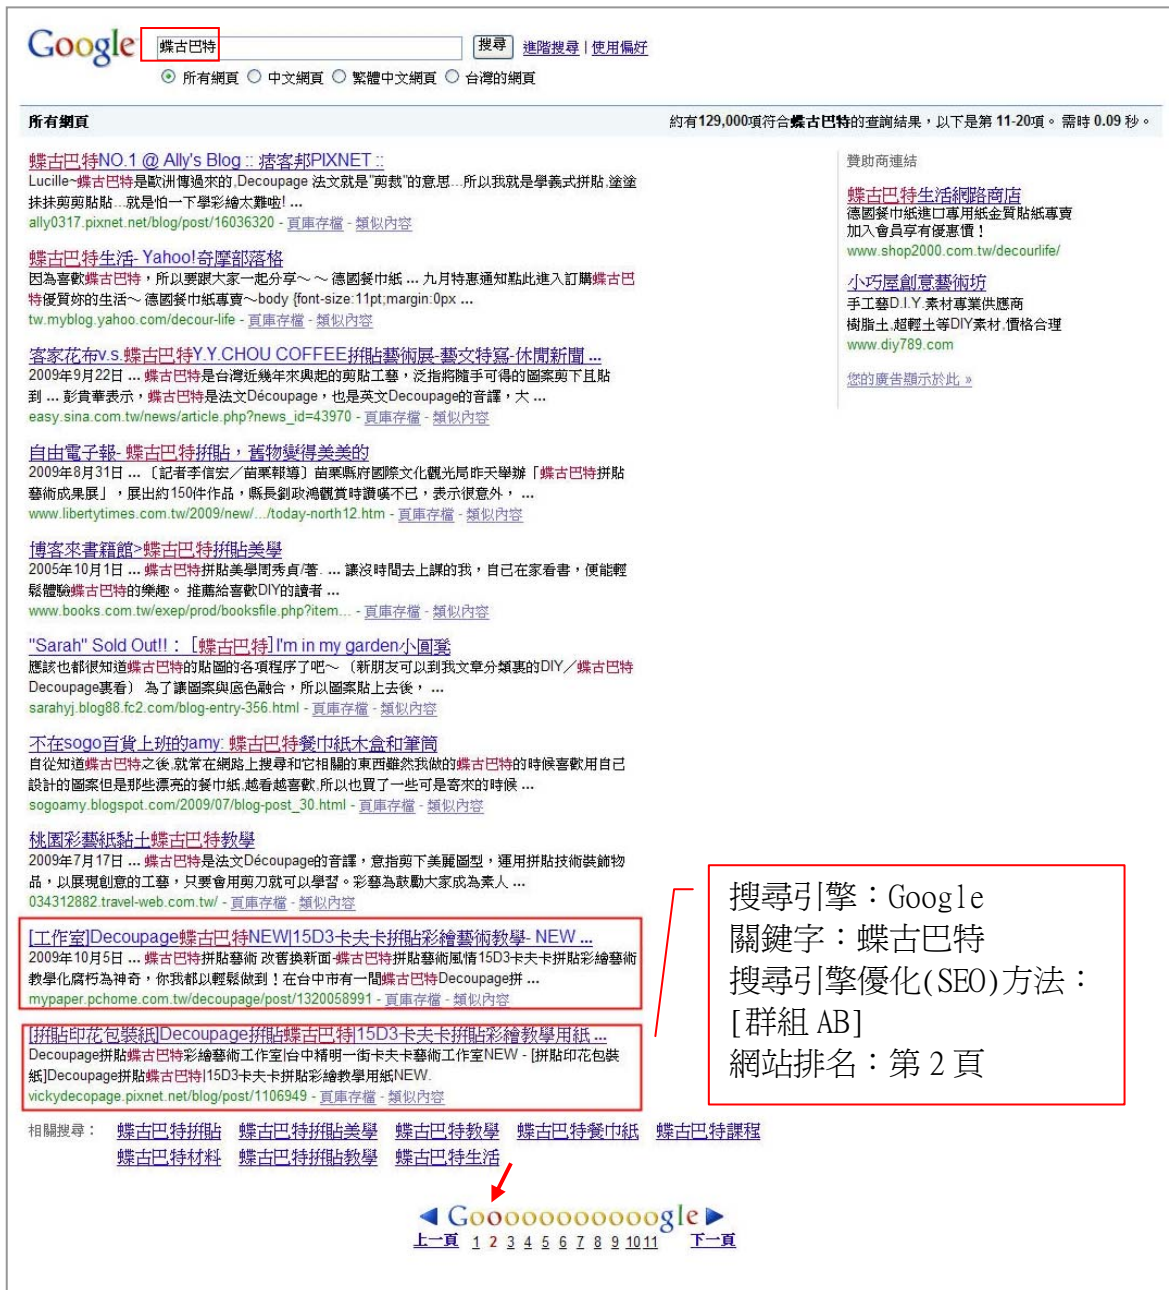 Google 蝶古巴特 搜尋 進階搜尋 | 使用偏好
所有網頁 中文網頁 繁體中文網頁 台灣的網頁
所有網頁 約有129,000項符合蝶古巴特的查詢結果，以下是第 11-20項。 需時 0.09 秒。
蝶古巴特NO.1 @ Ally's Blog :: 痞客邦PIXNET ::
Lucille~蝶古巴特是歐洲傳過來的,Decoupage 法文就是"剪裁"的意思...所以我就是學義式拼貼,塗塗
抹抹剪剪貼貼...就是怕一下學彩繪太難啦! ...
ally0317.pixnet.net/blog/post/16036320 - 頁庫存檔 - 類似內容
蝶古巴特生活- Yahoo!奇摩部落格
因為喜歡蝶古巴特，所以要跟大家一起分享～～ 德國餐巾紙 ... 九月特惠通知點此進入訂購蝶古巴
特優質妳的生活～ 德國餐巾紙專賣～body {font-size:11pt;margin:0px ...
tw.myblog.yahoo.com/decour-life - 頁庫存檔 - 類似內容
客家花布v.s.蝶古巴特Y.Y.CHOU COFFEE拼貼藝術展-藝文特寫-休閒新聞 ...
2009年9月22日 ... 蝶古巴特是台灣近幾年來興起的剪貼工藝，泛指將隨手可得的圖案剪下且貼
到 ... 彭貴華表示，蝶古巴特是法文Découpage，也是英文Decoupage的音譯，大 ...
easy.sina.com.tw/news/article.php?news_id=43970 - 頁庫存檔 - 類似內容
自由電子報- 蝶古巴特拼貼，舊物變得美美的
2009年8月31日 ... 〔記者李信宏／苗栗報導〕苗栗縣府國際文化觀光局昨天舉辦「蝶古巴特拼貼
藝術成果展」，展出約150件作品，縣長劉政鴻觀賞時讚嘆不已，表示很意外， ...
www.libertytimes.com.tw/2009/new/.../today-north12.htm - 頁庫存檔 - 類似內容
博客來書籍館>蝶古巴特拼貼美學
2005年10月1日 ... 蝶古巴特拼貼美學周秀貞/著. ... 讓沒時間去上課的我，自己在家看書，便能輕
鬆體驗蝶古巴特的樂趣。 推薦給喜歡DIY的讀者 ...
www.books.com.tw/exep/prod/booksfile.php?item... - 頁庫存檔 - 類似內容
"Sarah" Sold Out!!： [蝶古巴特]I'm in my garden小圓凳
應該也都很知道蝶古巴特的貼圖的各項程序了吧～（新朋友可以到我文章分類裏的DIY／蝶古巴特
Decoupage裏看） 為了讓圖案與底色融合，所以圖案貼上去後， ...
sarahyj.blog88.fc2.com/blog-entry-356.html - 頁庫存檔 - 類似內容
不在sogo百貨上班的amy: 蝶古巴特餐巾紙木盒和筆筒
自從知道蝶古巴特之後,就常在網路上搜尋和它相關的東西雖然我做的蝶古巴特的時候喜歡用自己
設計的圖案但是那些漂亮的餐巾紙,越看越喜歡,所以也買了一些可是寄來的時候 ...
sogoamy.blogspot.com/2009/07/blog-post_30.html - 頁庫存檔 - 類似內容
桃園彩藝紙黏土蝶古巴特教學
2009年7月17日 ... 蝶古巴特是法文Découpage的音譯，意指剪下美麗圖型，運用拼貼技術裝飾物
品，以展現創意的工藝，只要會用剪刀就可以學習。彩藝為鼓勵大家成為素人 ...
034312882.travel-web.com.tw/ - 頁庫存檔 - 類似內容
[工作室]Decoupage蝶古巴特NEW|15D3卡夫卡拼貼彩繪藝術教學- NEW ...
2009年10月5日 ... 蝶古巴特拼貼藝術 改舊換新面-蝶古巴特拼貼藝術風情15D3卡夫卡拼貼彩繪藝術
教學化腐朽為神奇，你我都以輕鬆做到！在台中市有一間蝶古巴特Decoupage拼 ...
mypaper.pchome.com.tw/decoupage/post/1320058991 - 頁庫存檔 - 類似內容
[拼貼印花包裝紙]Decoupage拼貼蝶古巴特|15D3卡夫卡拼貼彩繪教學用紙 ...
Decoupage拼貼蝶古巴特彩繪藝術工作室|台中精明一街卡夫卡藝術工作室NEW - [拼貼印花包裝
紙]Decoupage拼貼蝶古巴特|15D3卡夫卡拼貼彩繪教學用紙NEW.
vickydecopage.pixnet.net/blog/post/1106949 - 頁庫存檔 - 類似內容
贊助商連結
蝶古巴特生活網路商店
德國餐巾紙進口專用紙金質貼紙專賣
加入會員享有優惠價！
www.shop2000.com.tw/decourlife/
小巧屋創意藝術坊
手工藝D.I.Y.素材專業供應商
樹脂土,超輕土等DIY素材,價格合理
www.diy789.com
您的廣告顯示於此 »
搜尋引擎：Google
關鍵字：蝶古巴特
搜尋引擎優化(SEO)方法：
[群組 AB]
網站排名：第 2 頁
相關搜尋： 蝶古巴特拼貼 蝶古巴特拼貼美學 蝶古巴特教學 蝶古巴特餐巾紙 蝶古巴特課程
蝶古巴特材料 蝶古巴特拼貼教學 蝶古巴特生活
Goooooooooooogle
上一頁 1 2 3 4 5 6 7 8 9 10 11 下一頁